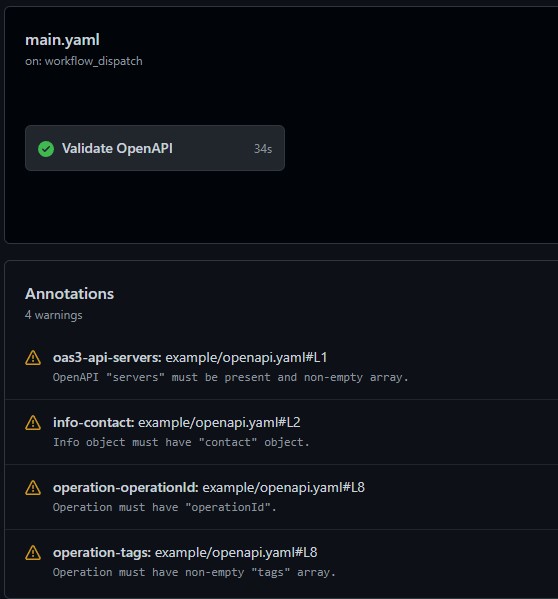 main.yaml
on: workflow_dispatch
Validate OpenAPI 34s
Annotations
4 warnings
oas3-api-servers: example/openapi.yaml#L1
OpenAPI "servers" must be present and non-empty array.
info-contact: example/openapi.yaml#L2
Info object must have "contact" object.
operation-operationId: example/openapi.yaml#L8
Operation must have "operationId".
operation-tags: example/openapi.yaml#L8
Operation must have non-empty "tags" array.